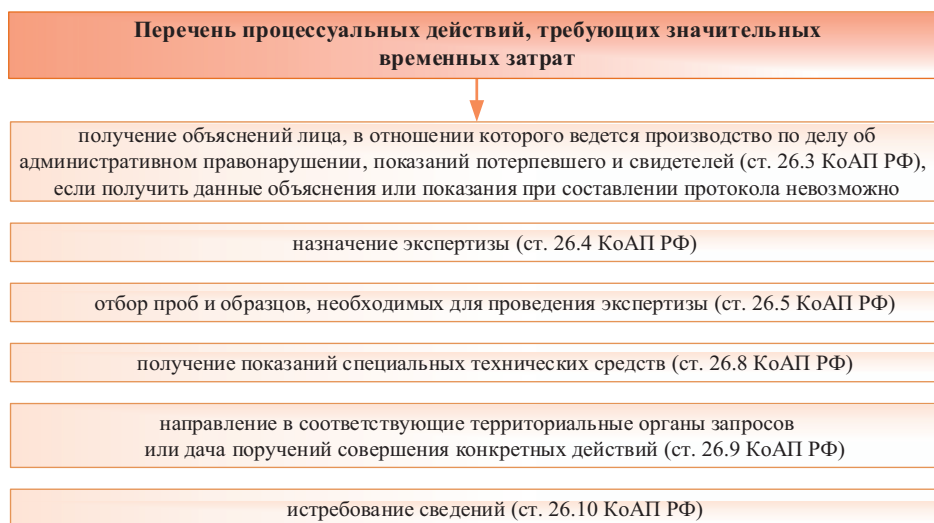 Перечень процессуальных действий, требующих значительных
временных затрат
получение объяснений лица, в отношении которого ведется производство по делу об
административном правонарушении, показаний потерпевшего и свидетелей (ст. 26.3 КоАП РФ),
если получить данные объяснения или показания при составлении протокола невозможно
назначение экспертизы (ст. 26.4 КоАП РФ)
отбор проб и образцов, необходимых для проведения экспертизы (ст. 26.5 КоАП РФ)
получение показаний специальных технических средств (ст. 26.8 КоАП РФ)
направление в соответствующие территориальные органы запросов
или дача поручений совершения конкретных действий (ст. 26.9 КоАП РФ)
истребование сведений (ст. 26.10 КоАП РФ)